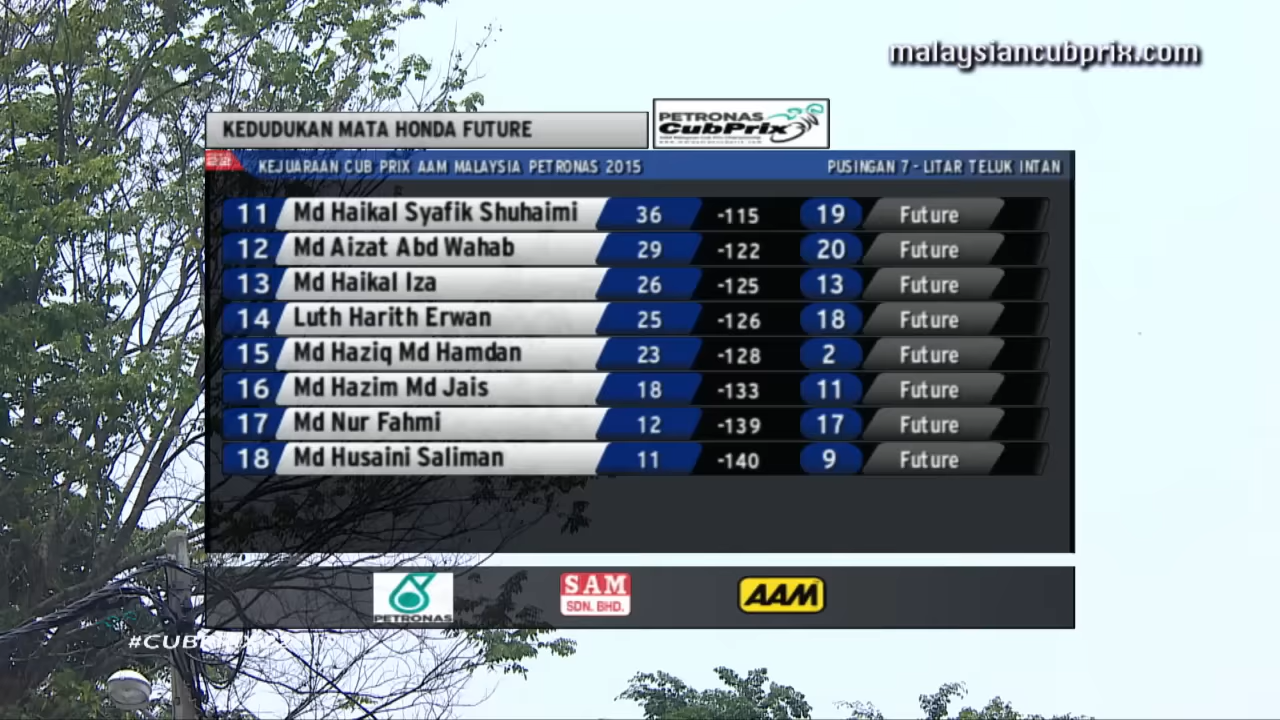 malaysiancubprix.com
KEDUDUKAN MATA HONDA FUTURE
PETRONAS
CubPrix
KEJUARAAN CUB PRIX AAM MALAYSIA PETRONAS 2015 PUSINGAN 7 - LITAR TELUK INTAN
11 Md Haikal Syafik Shuhaimi 36 -115 19 Future
12 Md Aizat Abd Wahab 29 -122 20 Future
13 Md Haikal Iza 26 -125 13 Future
14 Luth Harith Erwan 25 -126 18 Future
15 Md Haziq Md Hamdan 23 -128 2 Future
16 Md Hazim Md Jais 18 -133 11 Future
17 Md Nur Fahmi 12 -139 17 Future
18 Md Husaini Saliman 11 -140 9 Future
PETRONAS
SAM
SDN. BHD.
AAM